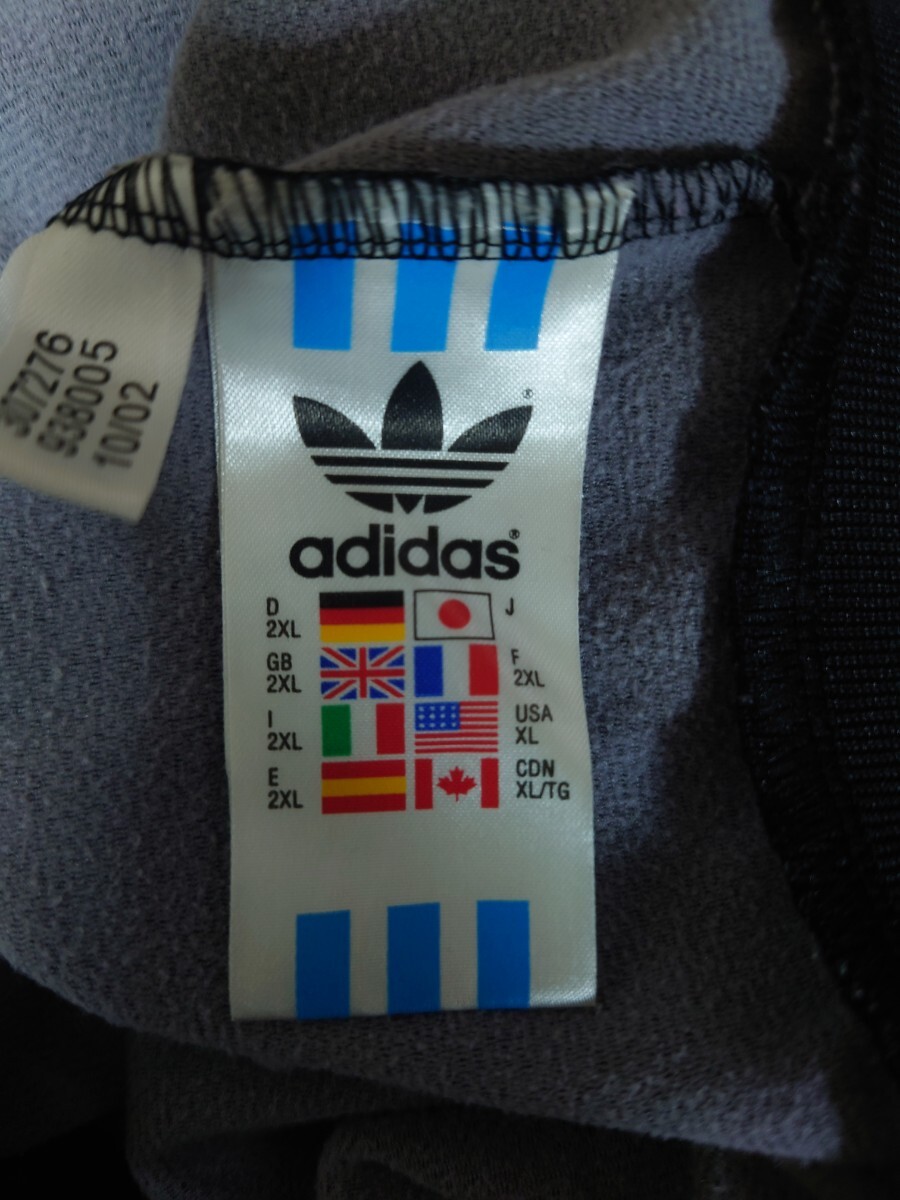 307276
938005
10/02
®
adidas®
D
2XL
J
GB
2XL
F
2XL
I
2XL
USA
XL
E
2XL
CDN
XL/TG